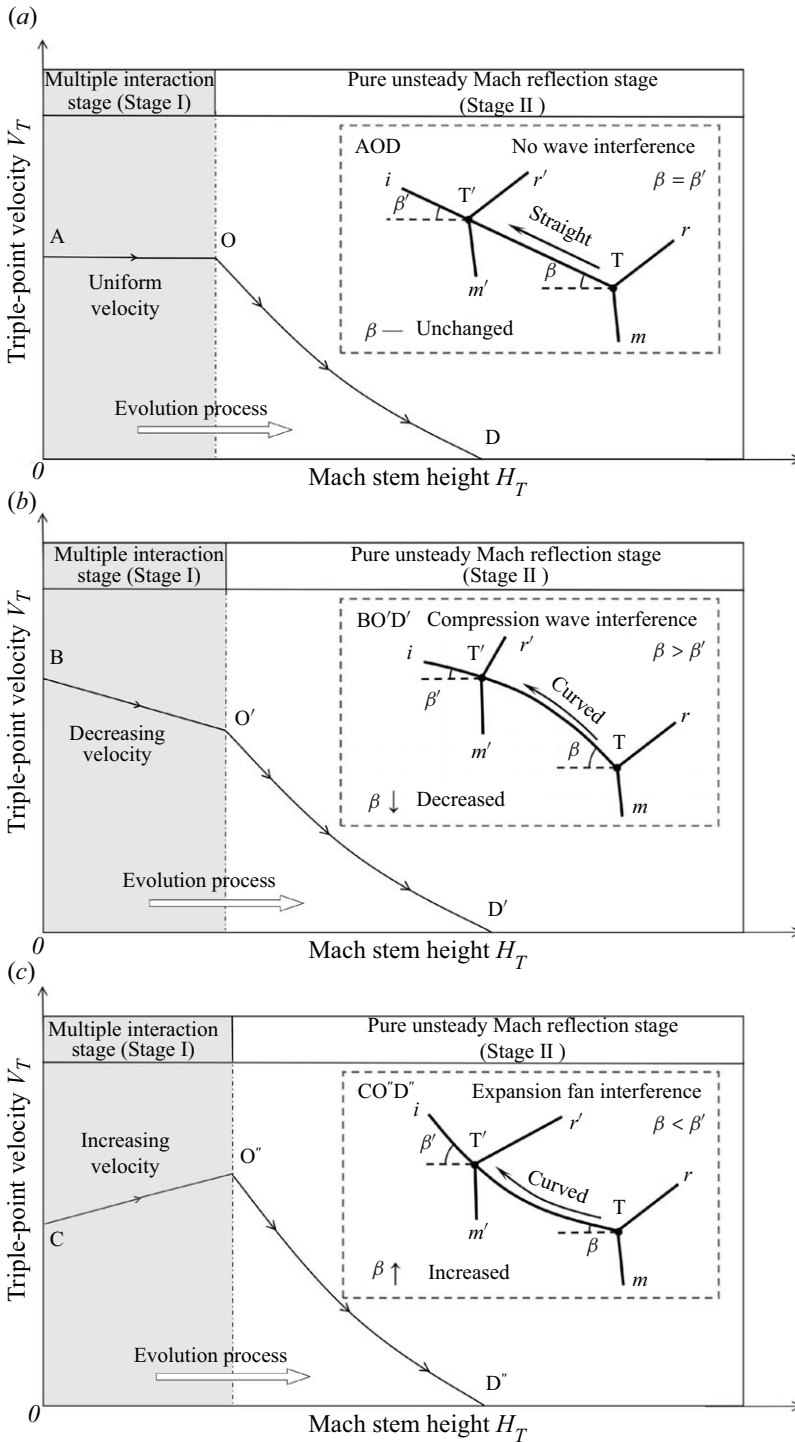 (a)
Multiple interaction
stage (Stage I)
Pure unsteady Mach reflection stage
(Stage II )
Triple-point velocity V_T
AOD
No wave interference
i
β′
T′
r′
β = β′
Straight
T
r
β
m′
m
β — Unchanged
A
O
Uniform
velocity
Evolution process
D
0
Mach stem height H_T
(b)
Multiple interaction
stage (Stage I)
Pure unsteady Mach reflection stage
(Stage II )
Triple-point velocity V_T
BO′D′
Compression wave interference
i
T′
r′
β > β′
β′
Curved
T
r
β
m′
m
β ↓ Decreased
B
O′
Decreasing
velocity
Evolution process
D′
0
Mach stem height H_T
(c)
Multiple interaction
stage (Stage I)
Pure unsteady Mach reflection stage
(Stage II )
Triple-point velocity V_T
CO″D″
Expansion fan interference
i
T′
r′
β < β′
β′
Curved
T
r
β
m′
m
β ↑ Increased
Increasing
velocity
O″
C
Evolution process
D″
0
Mach stem height H_T